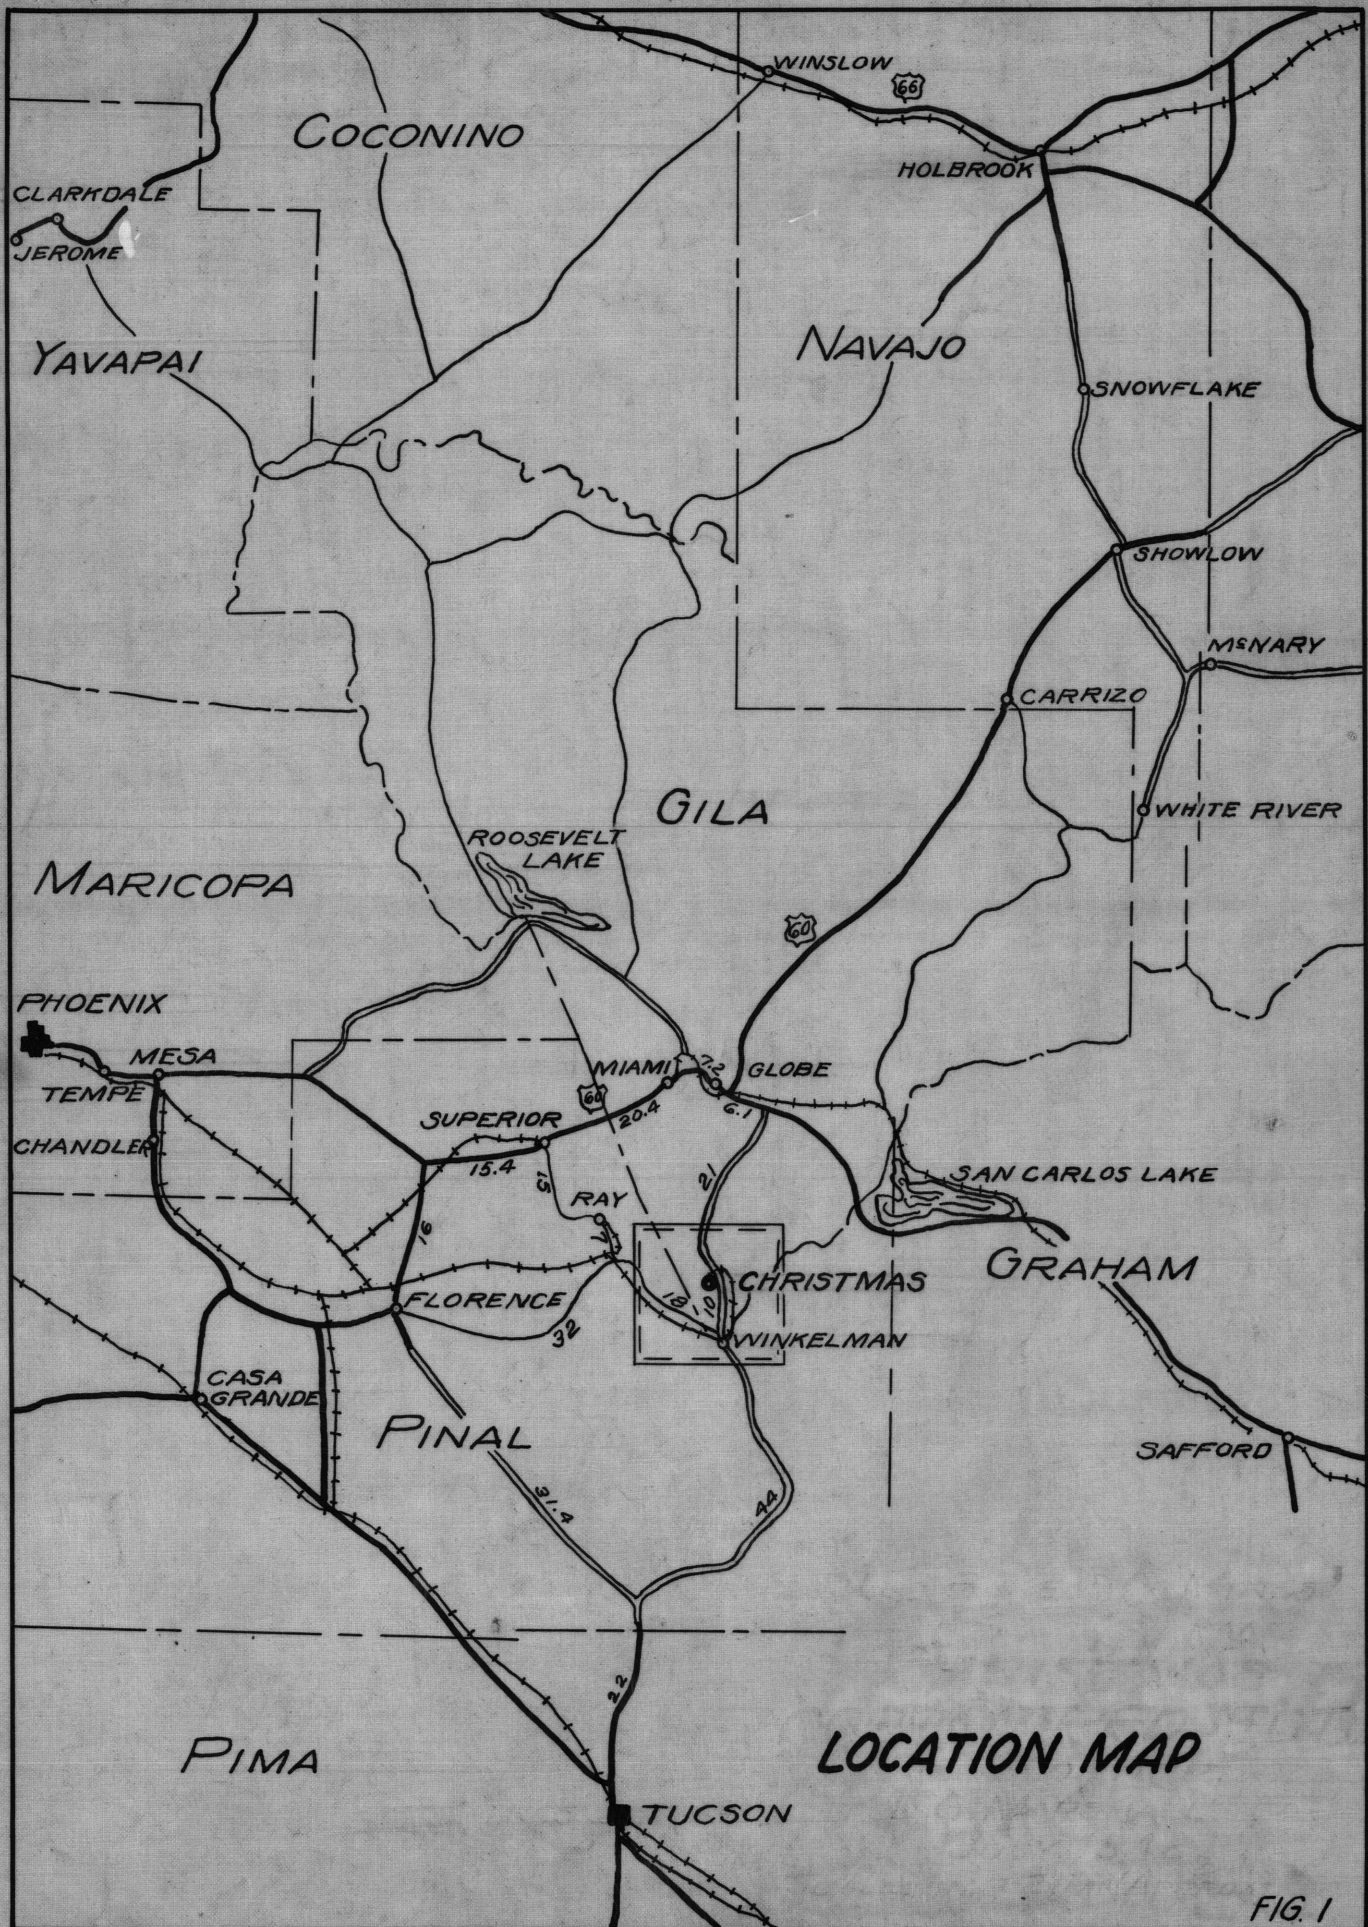 WINSLOW
66
COCONINO
HOLBROOK
CLARKDALE
JEROME
YAVAPAI
NAVAJO
SNOWFLAKE
SHOWLOW
McNARY
CARRIZO
GILA
WHITE RIVER
ROOSEVELT
LAKE
MARICOPA
60
PHOENIX
MESA
MIAMI
7.2
GLOBE
TEMPE
60
20.4
6.1
SUPERIOR
CHANDLER
15.4
15
21
SAN CARLOS LAKE
RAY
16
7
GRAHAM
CHRISTMAS
FLORENCE
18
10
32
WINKELMAN
CASA
GRANDE
PINAL
SAFFORD
31.4
44
22
PIMA
LOCATION MAP
TUCSON
FIG. 1